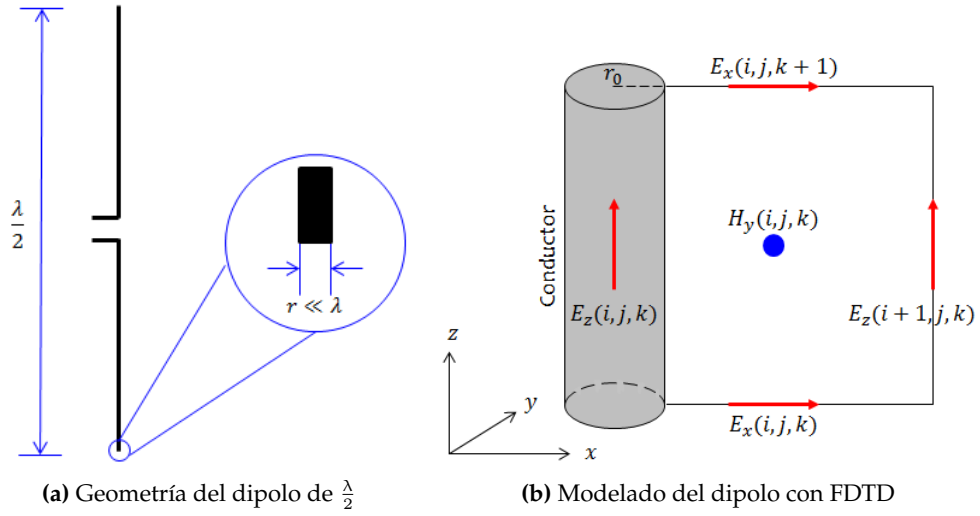 λ/2
r ≪ λ
(a) Geometría del dipolo de λ/2
r₀
E_x(i, j, k + 1)
Conductor
H_y(i, j, k)
E_z(i, j, k)
E_z(i + 1, j, k)
E_x(i, j, k)
z
y
x
(b) Modelado del dipolo con FDTD